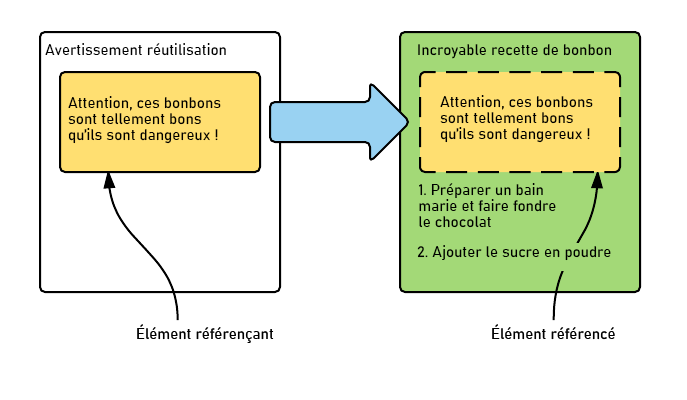 Avertissement réutilisation
Attention, ces bonbons
sont tellement bons
qu'ils sont dangereux !
Élément référençant
Incroyable recette de bonbon
Attention, ces bonbons
sont tellement bons
qu'ils sont dangereux !
1. Préparer un bain
marie et faire fondre
le chocolat
2. Ajouter le sucre en poudre
Élément référencé